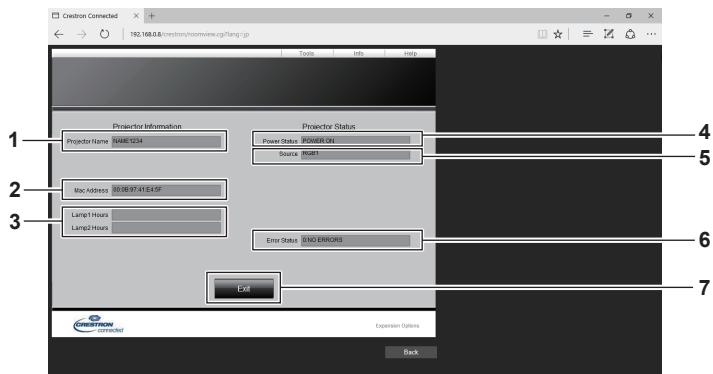 Crestron Connected
192.168.0.8/crestron/roomview.cgi?lang=jp
Tools Info Help
Projector Information
Projector Status
1
Projector Name NAME1234
Power Status POWER ON
4
Source RGB1
5
2
Mac Address 00:0B:97:41:E4:5F
3
Lamp1 Hours
Lamp2 Hours
Error Status 0:NO ERRORS
6
Exit
7
CRESTRON
connected
Expansion Options
Back